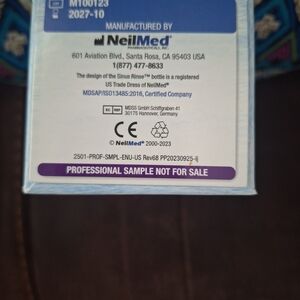 M100123
2027-10
MANUFACTURED BY
NeilMed®
PHARMACEUTICALS, INC.
601 Aviation Blvd., Santa Rosa, CA 95403 USA
1(877) 477-8633
The design of the Sinus Rinse™ bottle is a registered
US Trade Dress of NeilMed®
MDSAP/ISO13485:2016, Certified Company
EC REP MDSS GmbH Schiffgraben 41
30175 Hannover, Germany
CE
© NeilMed® 2000-2023
2501-PROF-SMPL-ENU-US Rev68 PP20230925-ij
PROFESSIONAL SAMPLE NOT FOR SALE